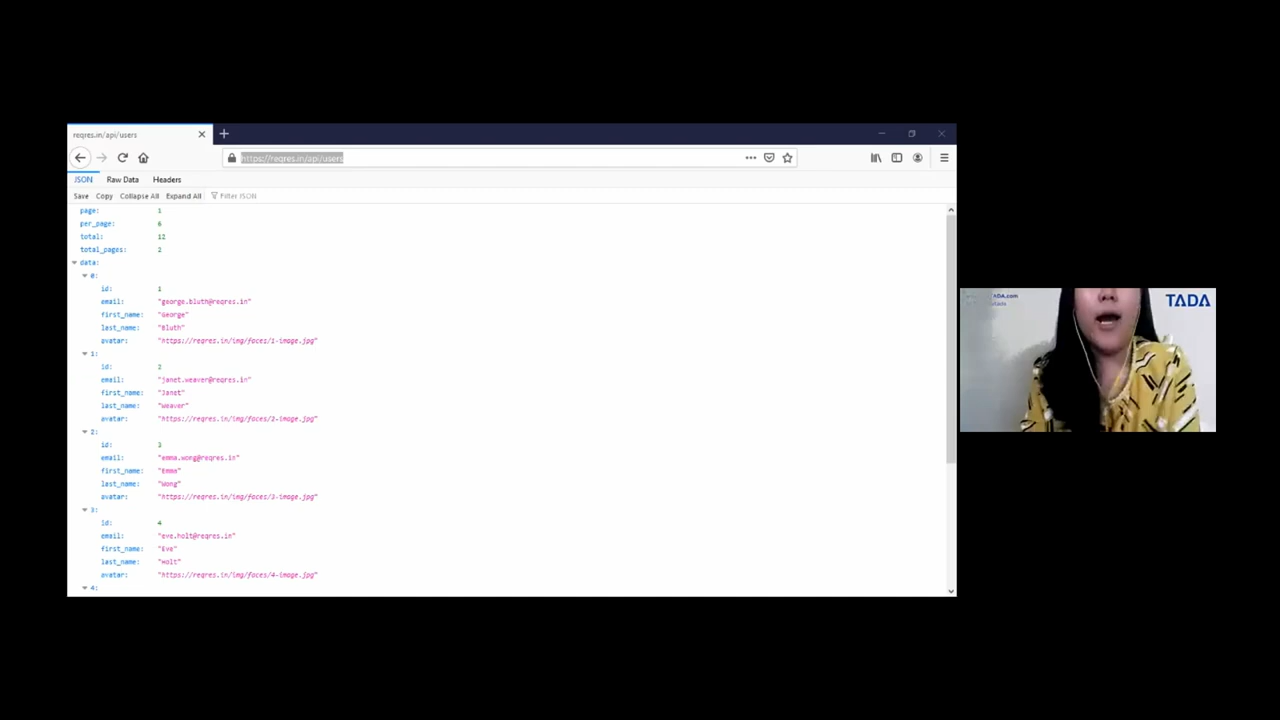 reqres.in/api/users
https://reqres.in/api/users
JSON Raw Data Headers
Save Copy Collapse All Expand All Filter JSON
page: 1
per_page: 6
total: 12
total_pages: 2
data:
0:
id: 1
email: "george.bluth@reqres.in"
first_name: "George"
last_name: "Bluth"
avatar: "https://reqres.in/img/faces/1-image.jpg"
1:
id: 2
email: "janet.weaver@reqres.in"
first_name: "Janet"
last_name: "Weaver"
avatar: "https://reqres.in/img/faces/2-image.jpg"
2:
id: 3
email: "emma.wong@reqres.in"
first_name: "Emma"
last_name: "Wong"
avatar: "https://reqres.in/img/faces/3-image.jpg"
3:
id: 4
email: "eve.holt@reqres.in"
first_name: "Eve"
last_name: "Holt"
avatar: "https://reqres.in/img/faces/4-image.jpg"
4:
TADA